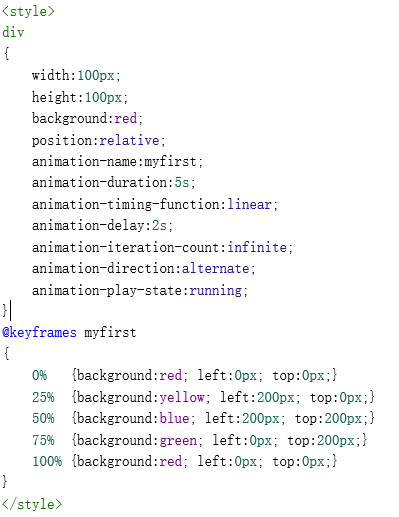 <style>
div
{
    width:100px;
    height:100px;
    background:red;
    position:relative;
    animation-name:myfirst;
    animation-duration:5s;
    animation-timing-function:linear;
    animation-delay:2s;
    animation-iteration-count:infinite;
    animation-direction:alternate;
    animation-play-state:running;
}
@keyframes myfirst
{
    0%   {background:red; left:0px; top:0px;}
    25%  {background:yellow; left:200px; top:0px;}
    50%  {background:blue; left:200px; top:200px;}
    75%  {background:green; left:0px; top:200px;}
    100% {background:red; left:0px; top:0px;}
}
</style>